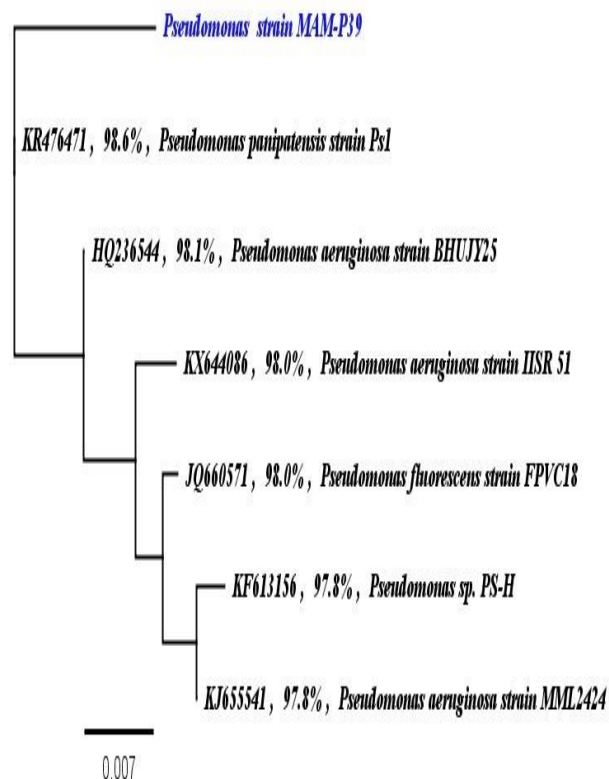 Pseudomonas strain MAM-P39
KR476471 , 98.6% , Pseudomonas panipatensis strain Ps1
HQ236544 , 98.1% , Pseudomonas aeruginosa strain BHUJY25
KX644086 , 98.0% , Pseudomonas aeruginosa strain IISR 51
JQ660571 , 98.0% , Pseudomonas fluorescens strain FPVC18
KF613156 , 97.8% , Pseudomonas sp. PS-H
KJ655541 , 97.8% , Pseudomonas aeruginosa strain MML2424
0.007